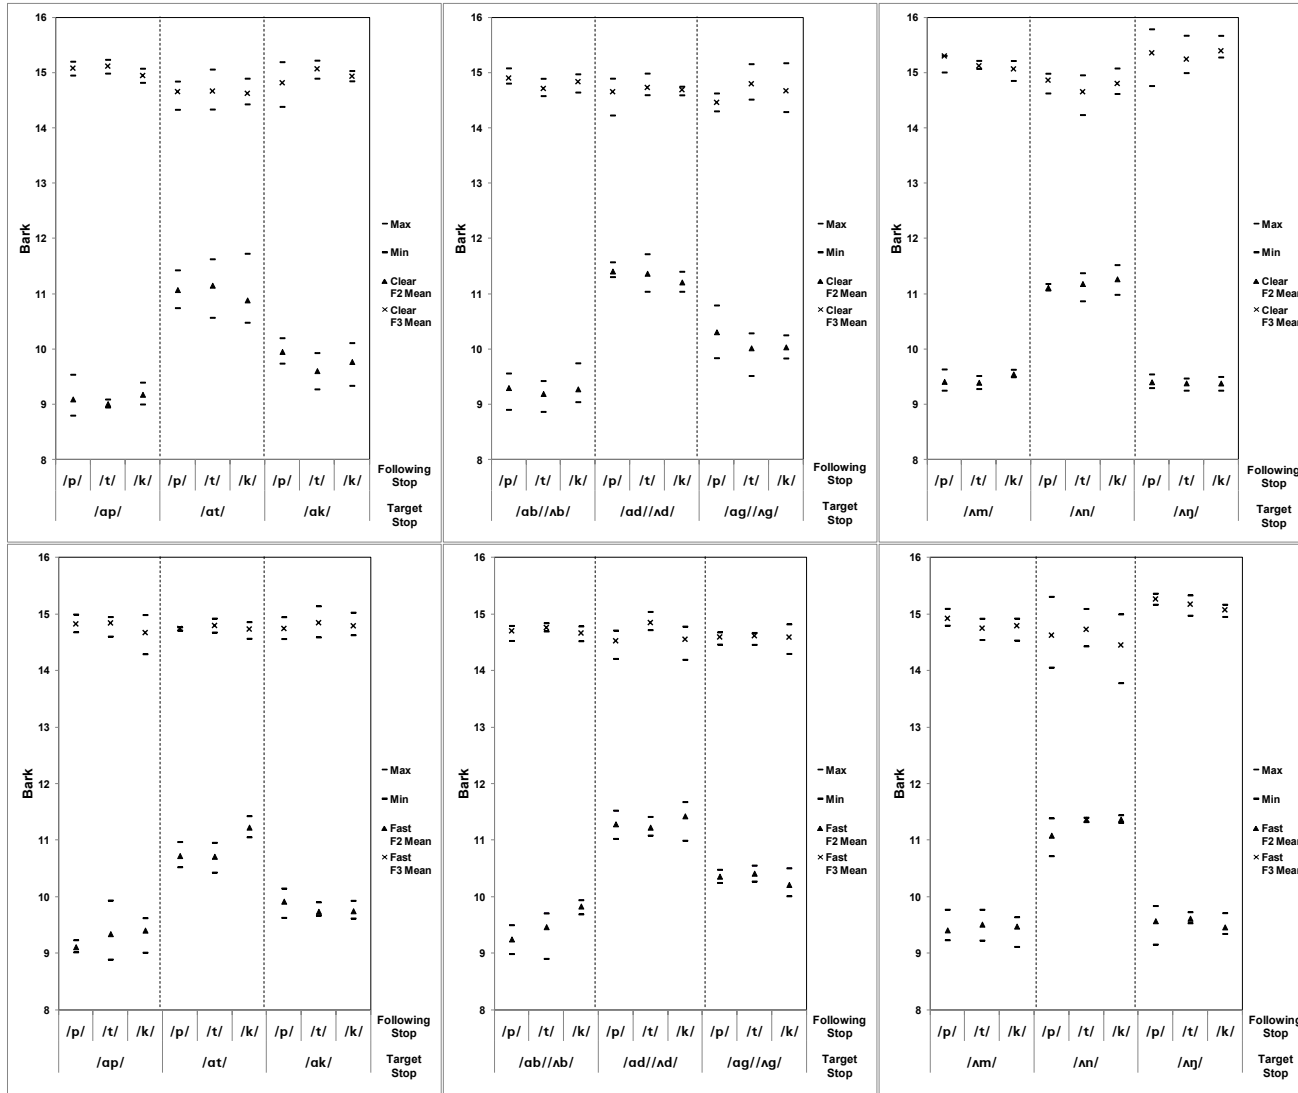 16
15
14
13
12
11
10
9
8
Bark
– Max
– Min
▲ Clear
F2 Mean
× Clear
F3 Mean
/p/ /t/ /k/ /p/ /t/ /k/ /p/ /t/ /k/
Following
Stop
/ɑp/ /ɑt/ /ɑk/
Target
Stop
16
15
14
13
12
11
10
9
8
Bark
– Max
– Min
▲ Clear
F2 Mean
× Clear
F3 Mean
/p/ /t/ /k/ /p/ /t/ /k/ /p/ /t/ /k/
Following
Stop
/ɑb//ʌb/ /ɑd//ʌd/ /ɑg//ʌg/
Target
Stop
16
15
14
13
12
11
10
9
8
Bark
– Max
– Min
▲ Clear
F2 Mean
× Clear
F3 Mean
/p/ /t/ /k/ /p/ /t/ /k/ /p/ /t/ /k/
Following
Stop
/ʌm/ /ʌn/ /ʌŋ/
Target
Stop
16
15
14
13
12
11
10
9
8
Bark
– Max
– Min
▲ Fast
F2 Mean
× Fast
F3 Mean
/p/ /t/ /k/ /p/ /t/ /k/ /p/ /t/ /k/
Following
Stop
/ɑp/ /ɑt/ /ɑk/
Target
Stop
16
15
14
13
12
11
10
9
8
Bark
– Max
– Min
▲ Fast
F2 Mean
× Fast
F3 Mean
/p/ /t/ /k/ /p/ /t/ /k/ /p/ /t/ /k/
Following
Stop
/ɑb//ʌb/ /ɑd//ʌd/ /ɑg//ʌg/
Target
Stop
16
15
14
13
12
11
10
9
8
Bark
– Max
– Min
▲ Fast
F2 Mean
× Fast
F3 Mean
/p/ /t/ /k/ /p/ /t/ /k/ /p/ /t/ /k/
Following
Stop
/ʌm/ /ʌn/ /ʌŋ/
Target
Stop